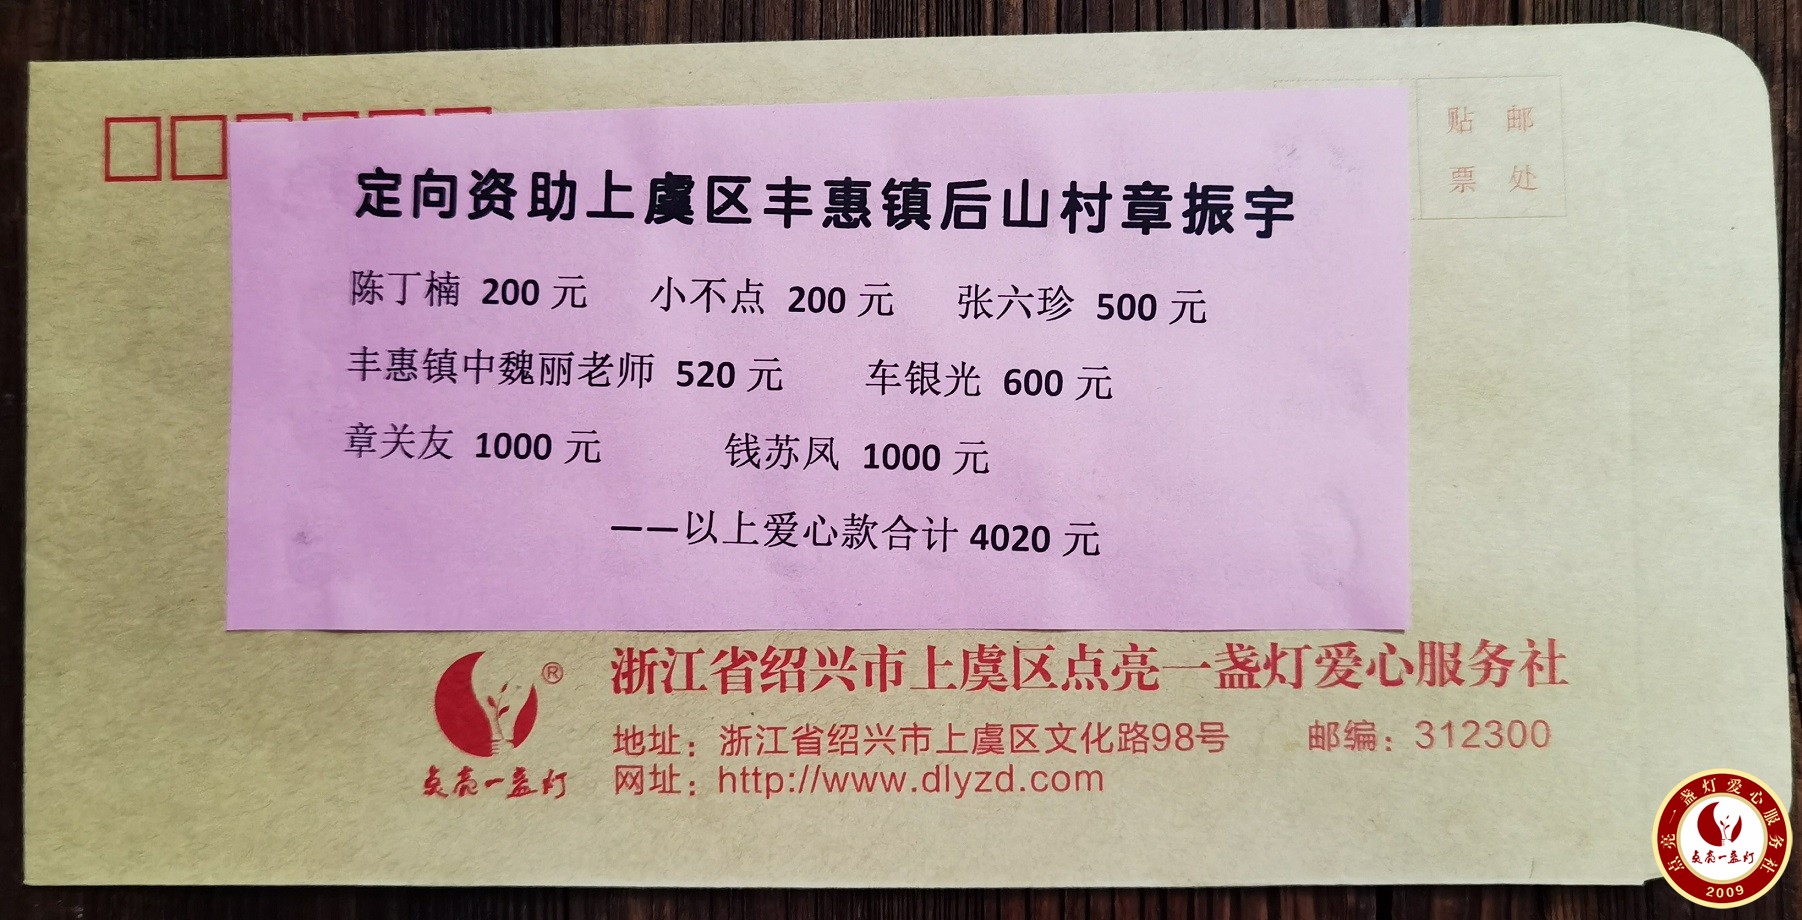 贴 邮
票 处
定向资助上虞区丰惠镇后山村章振宇
陈丁楠 200 元 小不点 200 元 张六珍 500 元
丰惠镇中魏丽老师 520 元 车银光 600 元
章关友 1000 元 钱苏凤 1000 元
——以上爱心款合计 4020 元
®
浙江省绍兴市上虞区点亮一盏灯爱心服务社
地址：浙江省绍兴市上虞区文化路98号 邮编：312300
点亮一盏灯
网址：http://www.dlyzd.com
点亮一盏灯爱心服务社
点亮一盏灯
2009